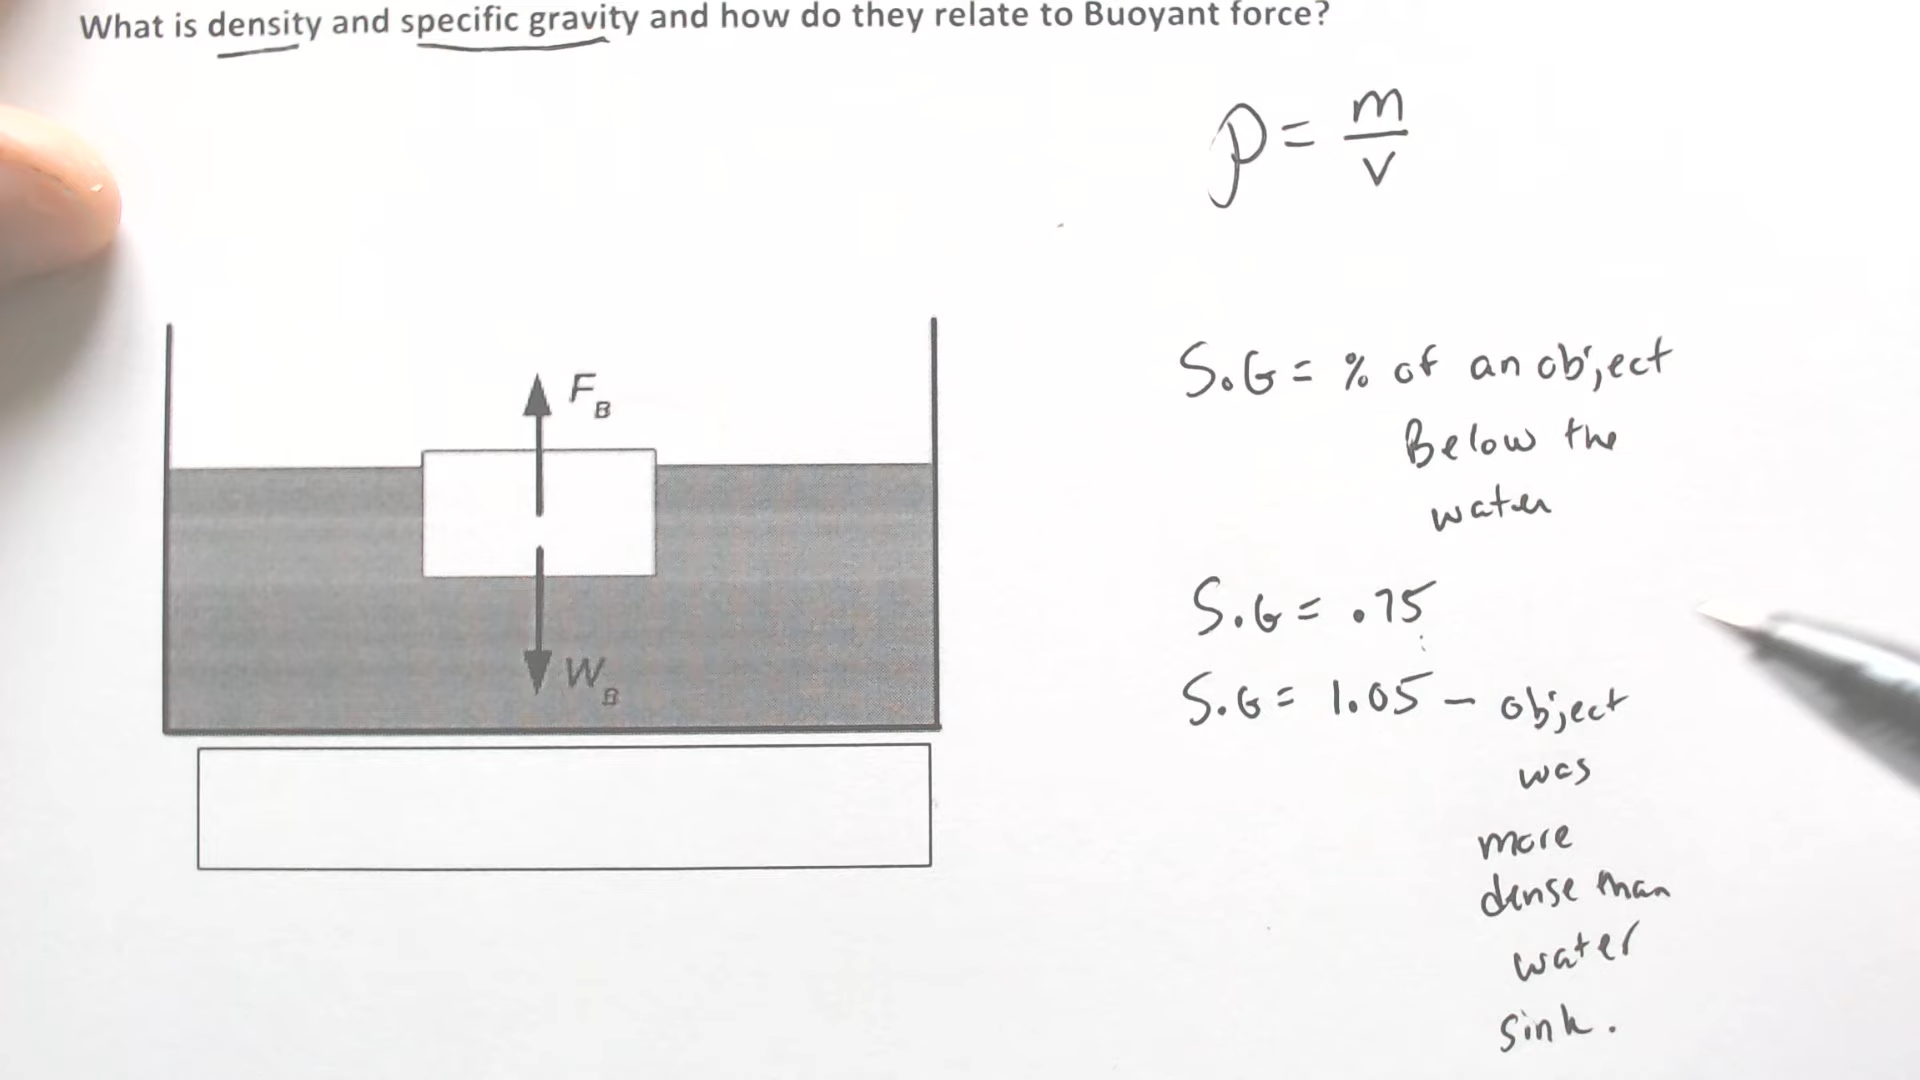 What is density and specific gravity and how do they relate to Buoyant force?
ρ = m/v
F_B
W_B
S.G = % of an object
Below the
water
S.G = .75
S.G = 1.05 - object
was
more
dense than
water
sink.